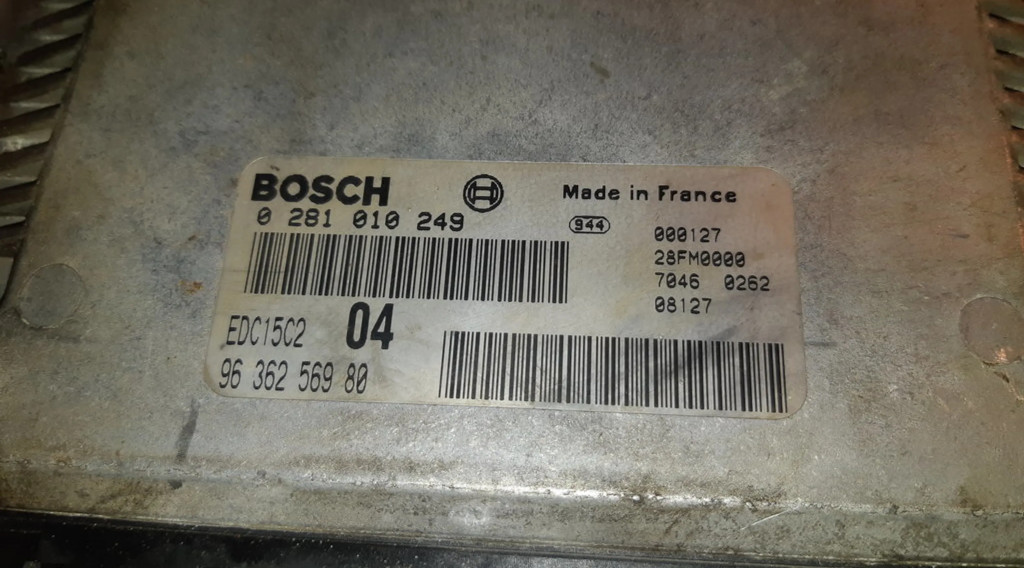 BOSCH
Made in France
0 281 010 249
944
000127
28FM0000
7046 0262
08127
EDC15C2 04
96 362 569 80